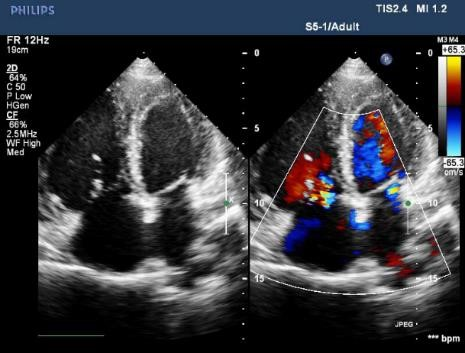 PHILIPS
TIS2.4 MI 1.2
S5-1/Adult
FR 12Hz
19cm
2D
64%
C 50
P Low
HGen
CF
66%
2.5MHz
WF High
Med
M3 M4
+65.3
-65.3
cm/s
0
5
10
15
0
5
10
15
P
JPEG
*** bpm